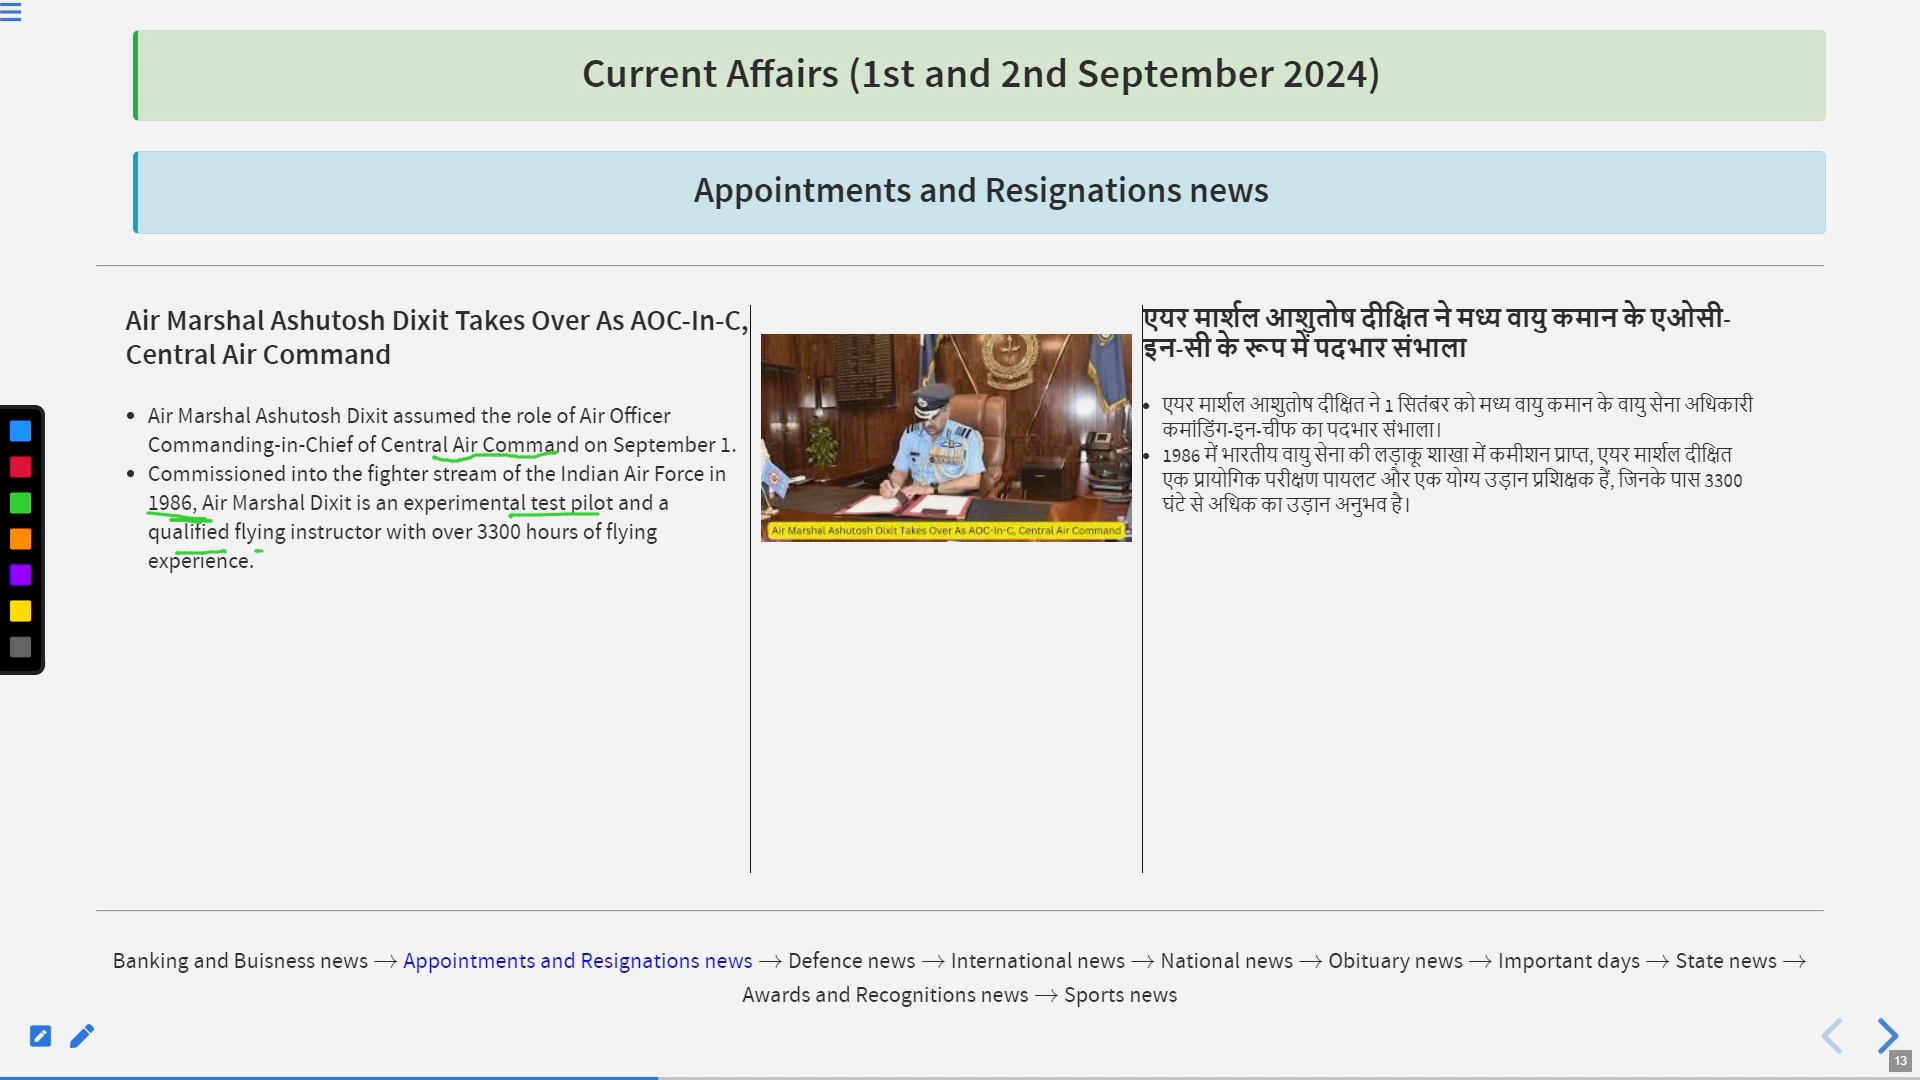 Current Affairs (1st and 2nd September 2024)
Appointments and Resignations news
Air Marshal Ashutosh Dixit Takes Over As AOC-In-C,
Central Air Command
Air Marshal Ashutosh Dixit assumed the role of Air Officer
Commanding-in-Chief of Central Air Command on September 1.
Commissioned into the fighter stream of the Indian Air Force in
1986, Air Marshal Dixit is an experimental test pilot and a
qualified flying instructor with over 3300 hours of flying
experience.
Air Marshal Ashutosh Dixit Takes Over As AOC-In-C, Central Air Command
एयर मार्शल आशुतोष दीक्षित ने मध्य वायु कमान के एओसी-
इन-सी के रूप में पदभार संभाला
एयर मार्शल आशुतोष दीक्षित ने 1 सितंबर को मध्य वायु कमान के वायु सेना अधिकारी
कमांडिंग-इन-चीफ का पदभार संभाला।
1986 में भारतीय वायु सेना की लड़ाकू शाखा में कमीशन प्राप्त, एयर मार्शल दीक्षित
एक प्रायोगिक परीक्षण पायलट और एक योग्य उड़ान प्रशिक्षक हैं, जिनके पास 3300
घंटे से अधिक का उड़ान अनुभव है।
Banking and Buisness news → Appointments and Resignations news → Defence news → International news → National news → Obituary news → Important days → State news →
Awards and Recognitions news → Sports news
13